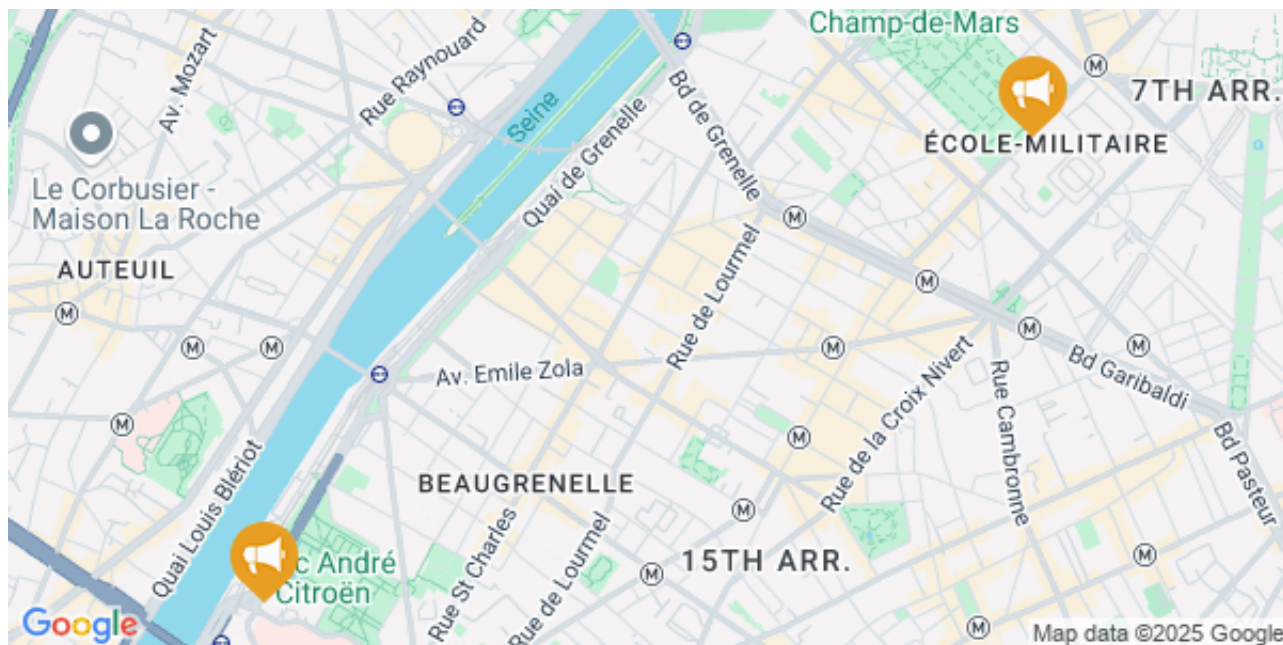 Champ-de-Mars
Av. Mozart
Rue Raynouard
Seine
Bd de Grenelle
7TH ARR.
ÉCOLE-MILITAIRE
Le Corbusier -
Maison La Roche
Quai de Grenelle
AUTEUIL
Rue de Lourmel
Av. Emile Zola
Rue de la Croix Nivert
Rue Cambronne
Bd Garibaldi
Bd Pasteur
Quai Louis Blériot
BEAUGRENELLE
Rue St Charles
Rue de Lourmel
15TH ARR.
c André
Citroën
M
M
M
M
M
M
M
M
M
M
M
M
M
M
Google
Map data ©2025 Google